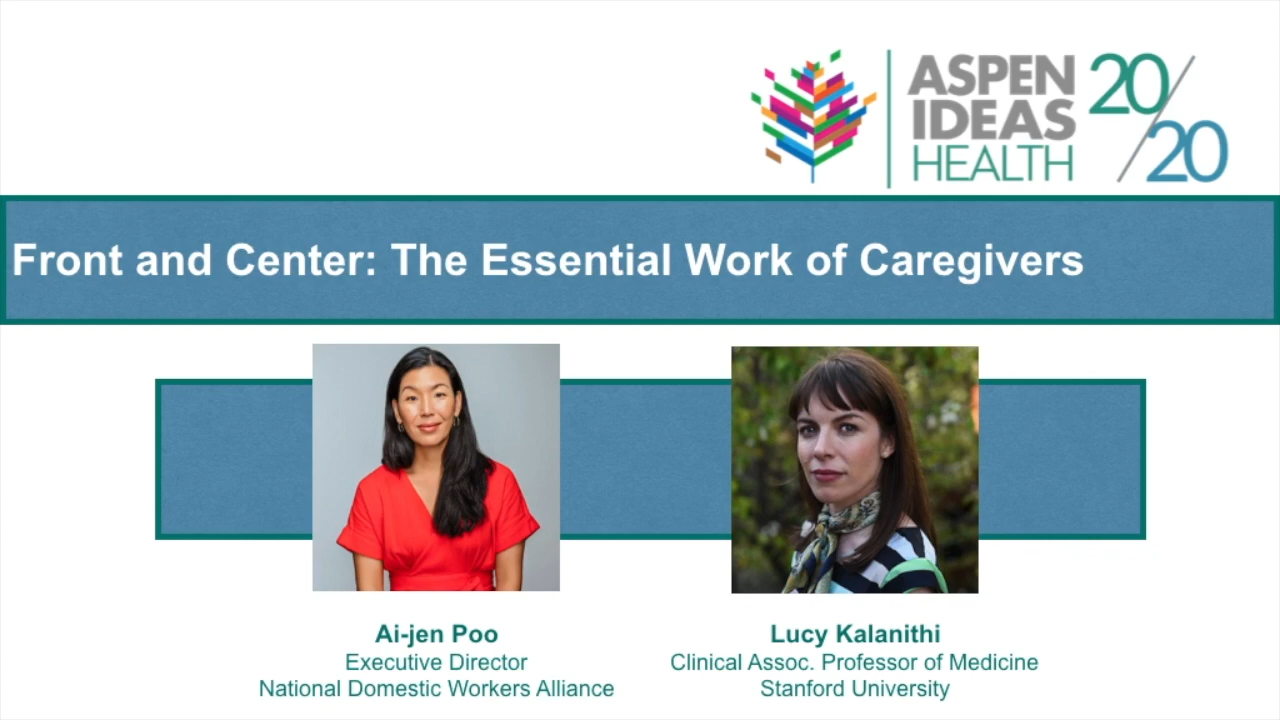 ASPEN
IDEAS
HEALTH
20/20
Front and Center: The Essential Work of Caregivers
Ai-jen Poo
Executive Director
National Domestic Workers Alliance
Lucy Kalanithi
Clinical Assoc. Professor of Medicine
Stanford University